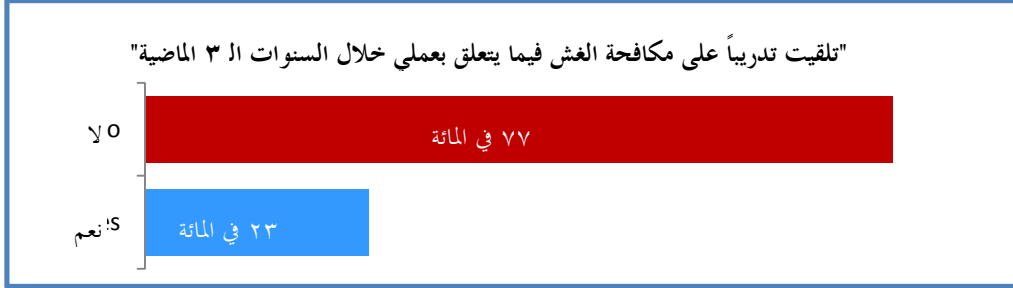 "تلقيت تدريباً على مكافحة الغش فيما يتعلق بعملي خلال السنوات الـ ٣ الماضية"
لا o
٧٧ في المائة
نعم es
٢٣ في المائة